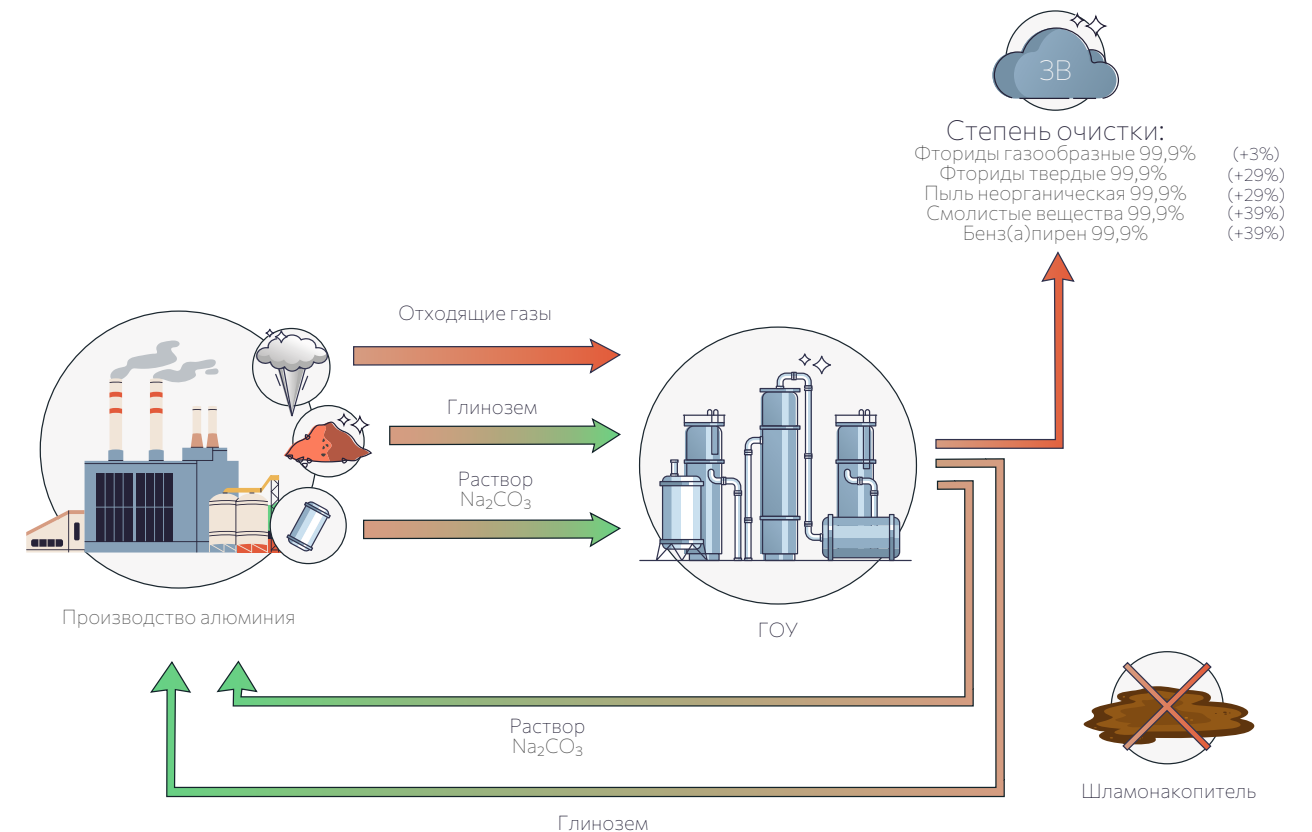 ЗВ
Степень очистки:
Фториды газообразные 99,9% (+3%)
Фториды твердые 99,9% (+29%)
Пыль неорганическая 99,9% (+29%)
Смолистые вещества 99,9% (+39%)
Бенз(а)пирен 99,9% (+39%)
Отходящие газы
Глинозем
Раствор
Na₂CO₃
Производство алюминия
ГОУ
Раствор
Na₂CO₃
Шламонакопитель
Глинозем